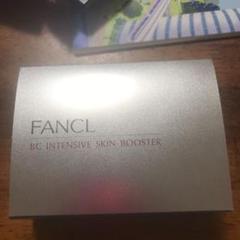 FANCL
BC INTENSIVE SKIN BOOSTER